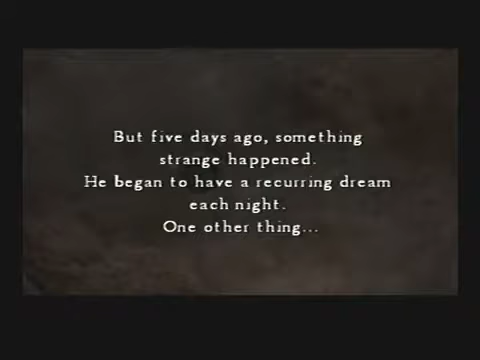 But five days ago, something
strange happened.
He began to have a recurring dream
each night.
One other thing...